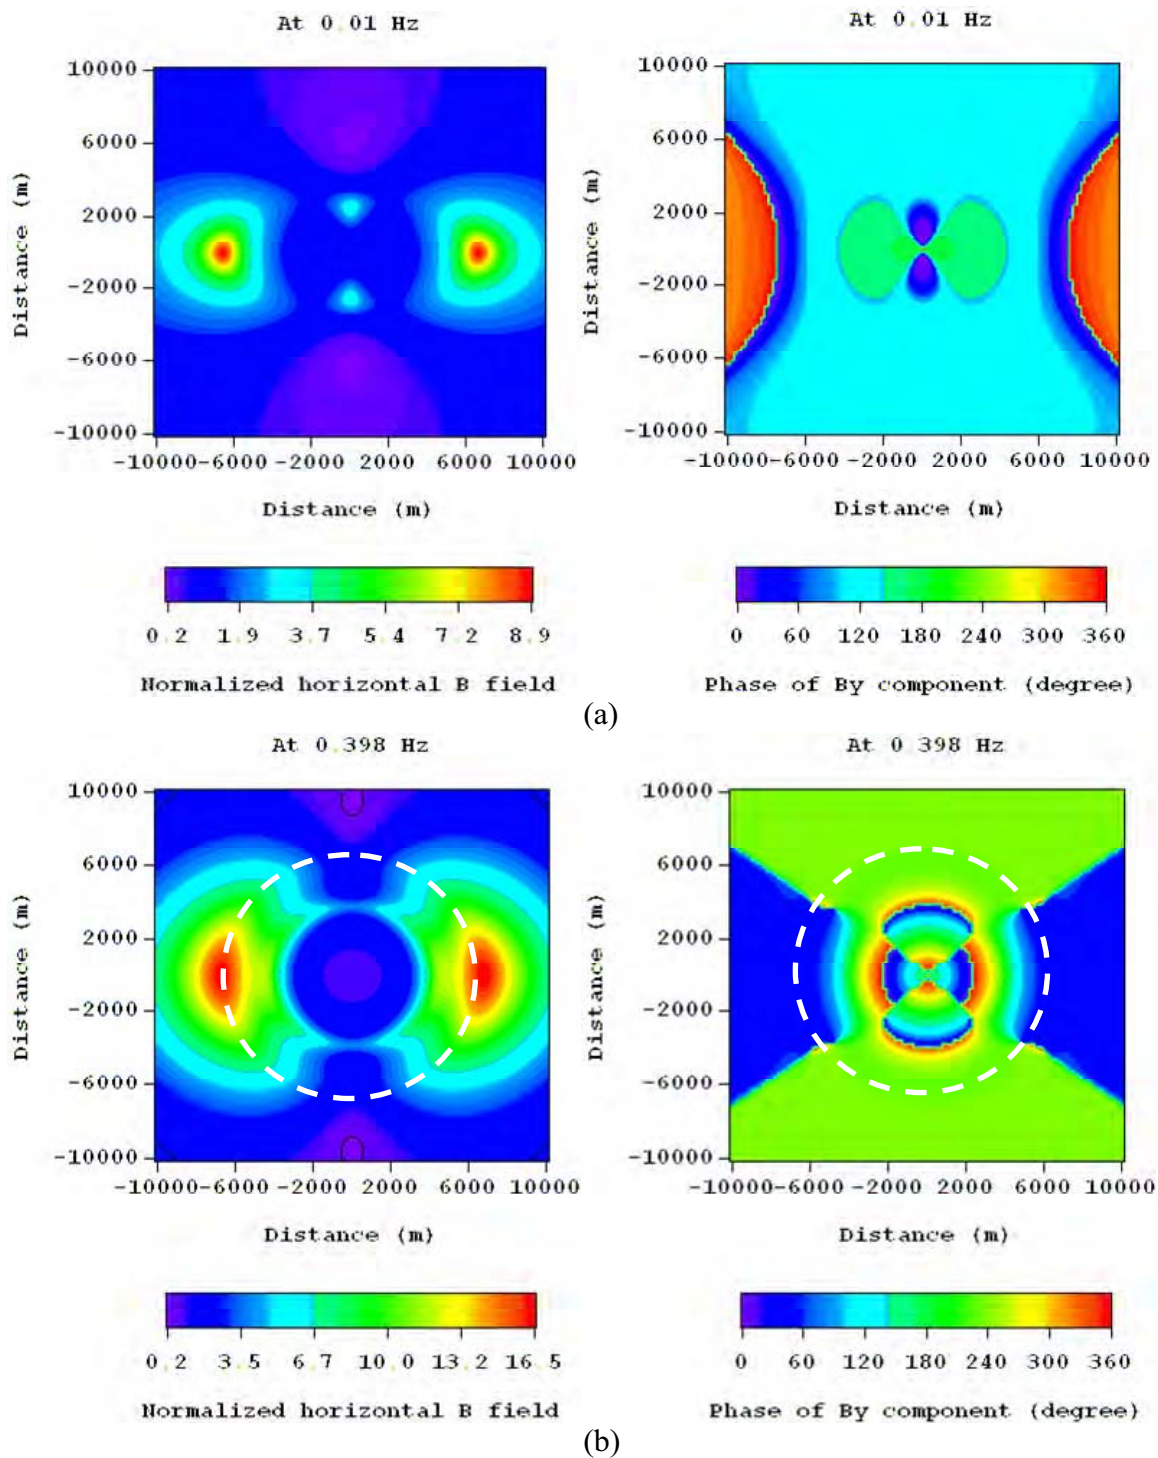 At 0.01 Hz
At 0.01 Hz
10000
6000
2000
-2000
-6000
-10000
Distance (m)
-10000-6000 -2000 2000 6000 10000
Distance (m)
10000
6000
2000
-2000
-6000
-10000
Distance (m)
-10000-6000 -2000 2000 6000 10000
Distance (m)
0.2 1.9 3.7 5.4 7.2 8.9
Normalized horizontal B field
0 60 120 180 240 300 360
Phase of By component (degree)
(a)
At 0.398 Hz
At 0.398 Hz
10000
6000
2000
-2000
-6000
-10000
Distance (m)
-10000-6000 -2000 2000 6000 10000
Distance (m)
10000
6000
2000
-2000
-6000
-10000
Distance (m)
-10000-6000 -2000 2000 6000 10000
Distance (m)
0.2 3.5 6.7 10.0 13.2 16.5
Normalized horizontal B field
0 60 120 180 240 300 360
Phase of By component (degree)
(b)